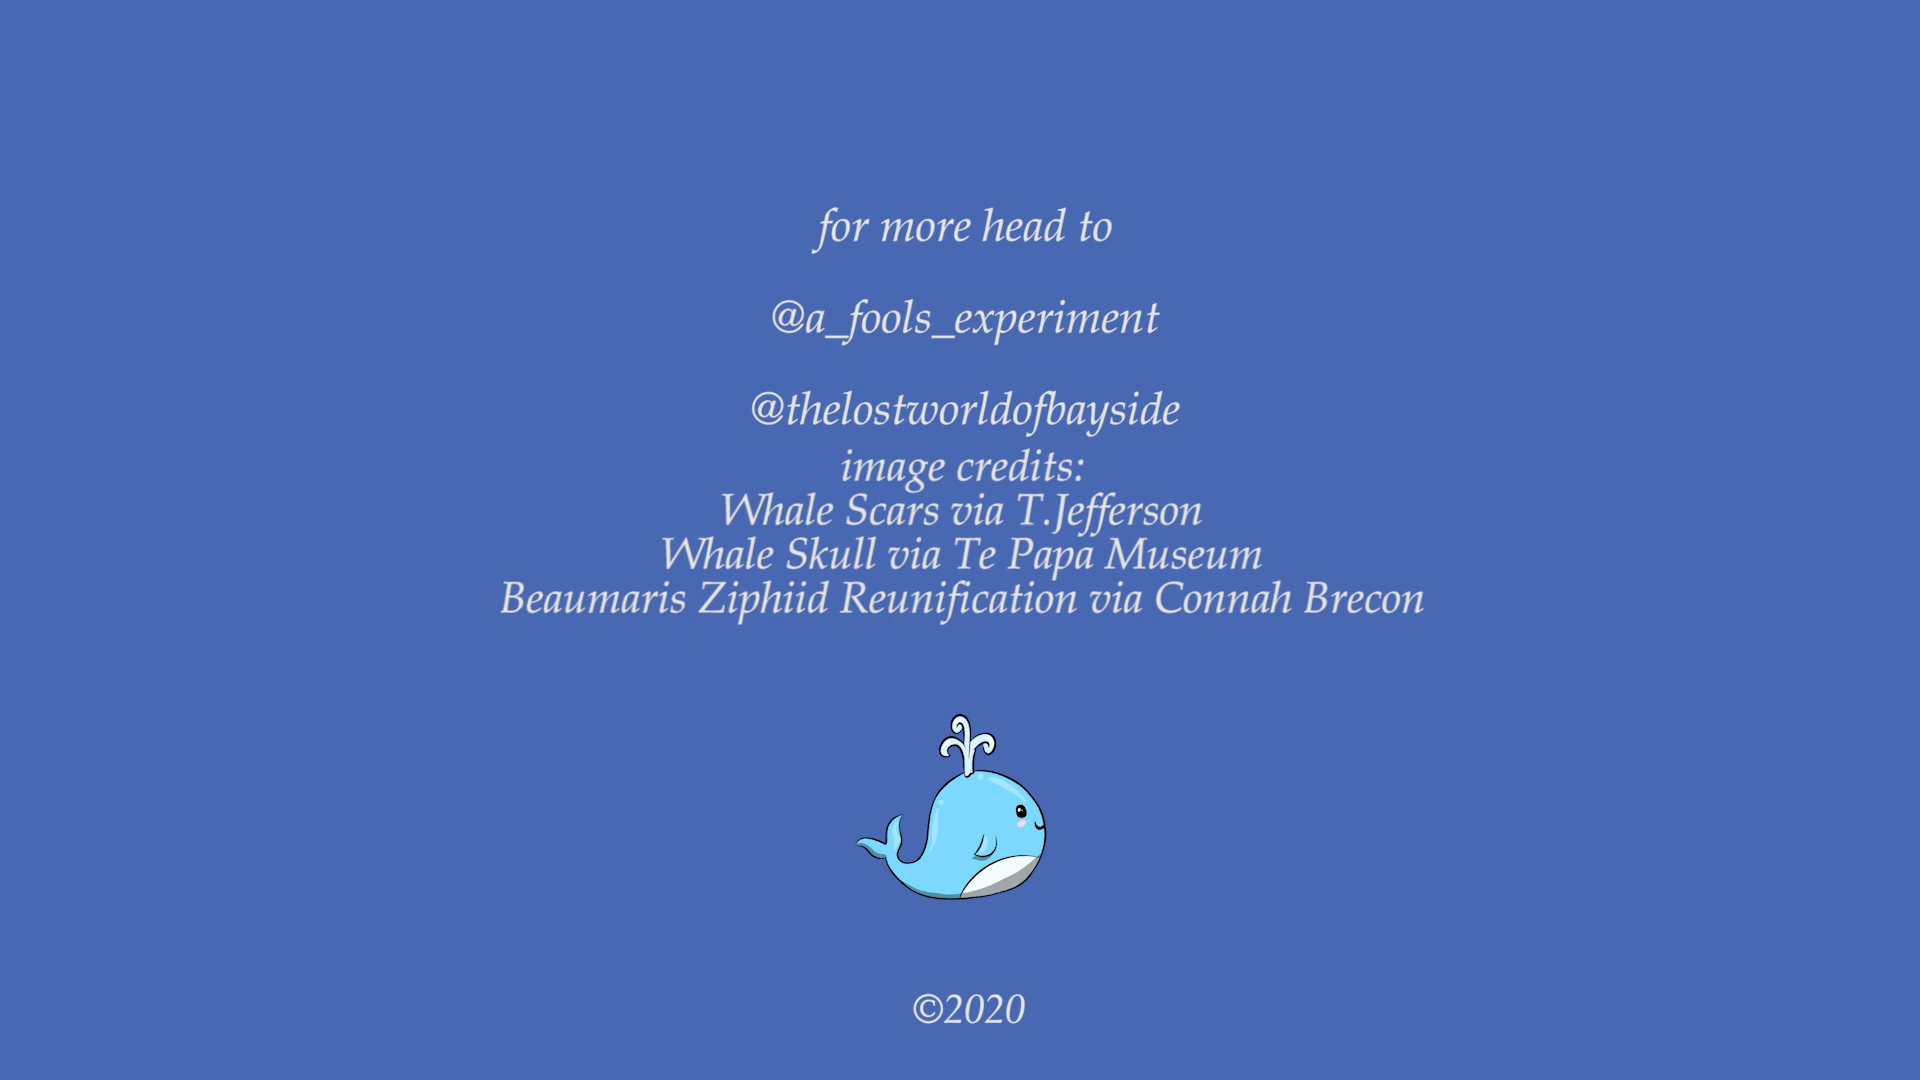 for more head to
@a_fools_experiment
@thelostworldofbayside
image credits:
Whale Scars via T.Jefferson
Whale Skull via Te Papa Museum
Beaumaris Ziphiid Reunification via Connah Brecon
©2020